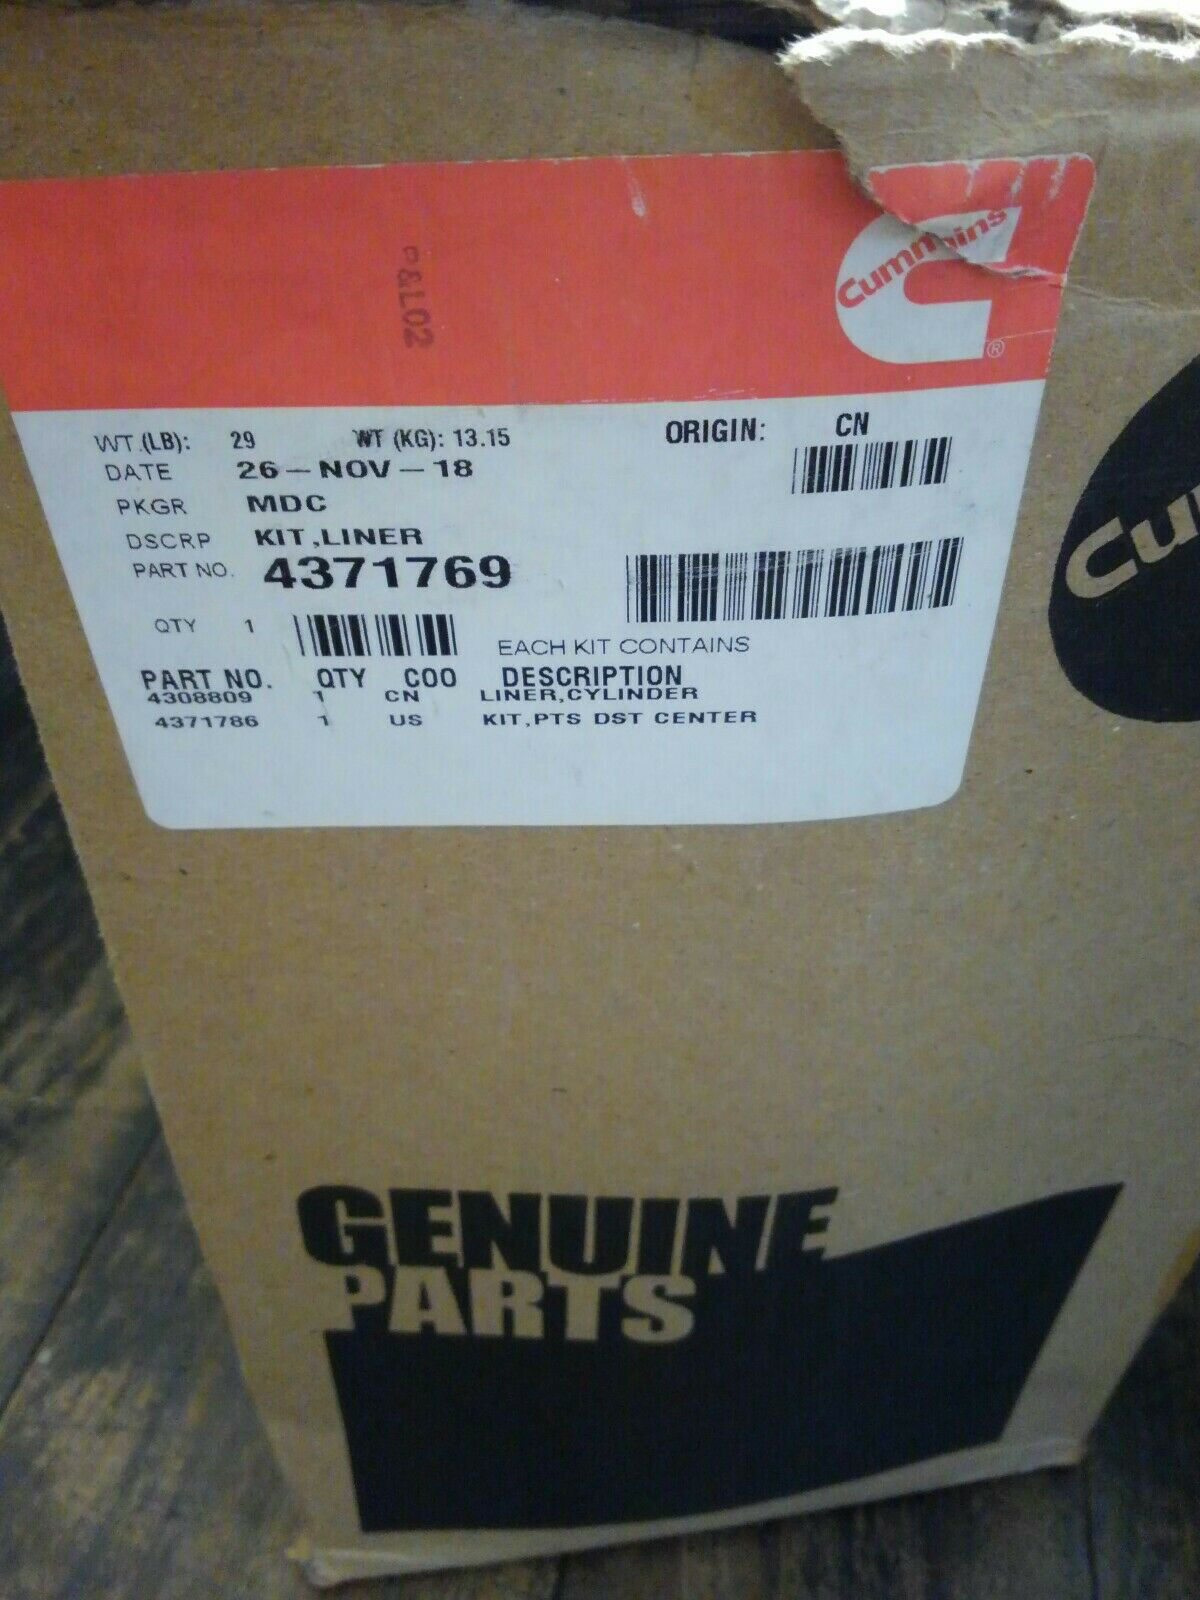 Cummins
®
&L02
WT.(LB): 29 WT (KG): 13.15 ORIGIN: CN
DATE 26-NOV-18
PKGR MDC
DSCRP KIT,LINER
PART NO. 4371769
QTY 1
EACH KIT CONTAINS
PART NO. QTY COO DESCRIPTION
4308809 1 CN LINER,CYLINDER
4371786 1 US KIT,PTS DST CENTER
Cu
GENUINE
PARTS